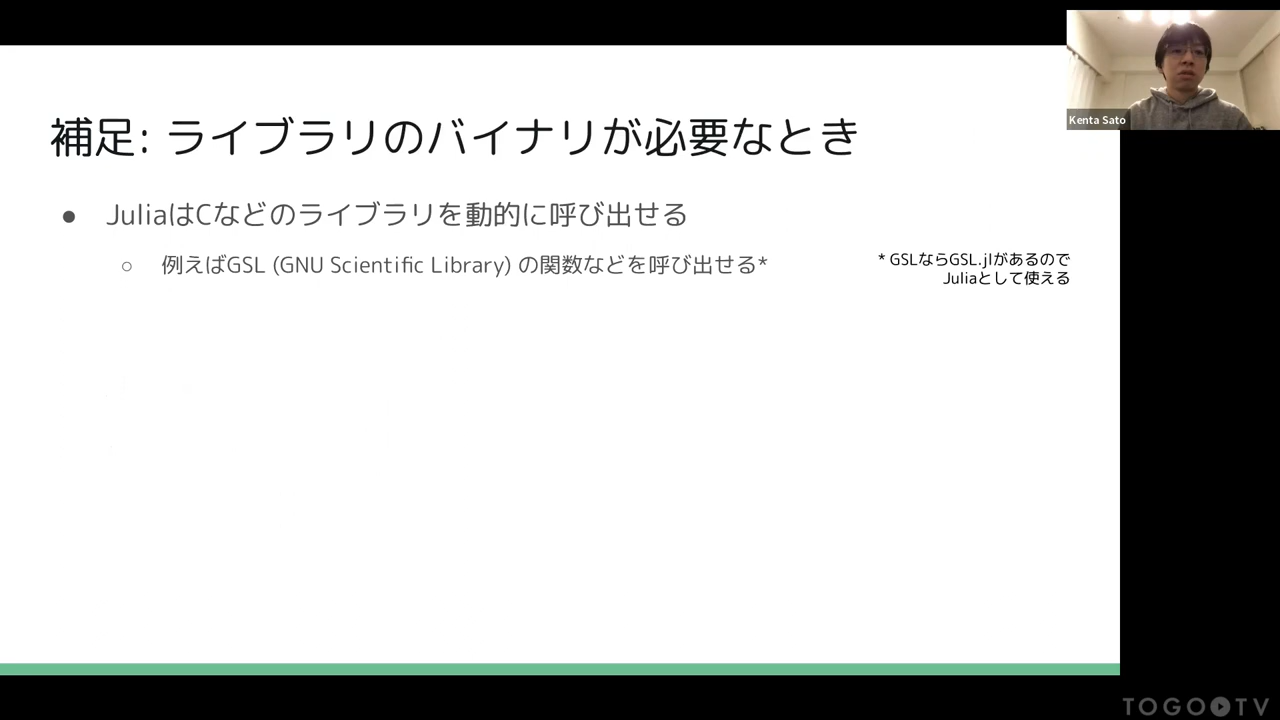 補足: ライブラリのバイナリが必要なとき
● JuliaはCなどのライブラリを動的に呼び出せる
○ 例えばGSL (GNU Scientific Library) の関数などを呼び出せる*
* GSLならGSL.jlがあるので
Juliaとして使える
Kenta Sato
TOGO TV